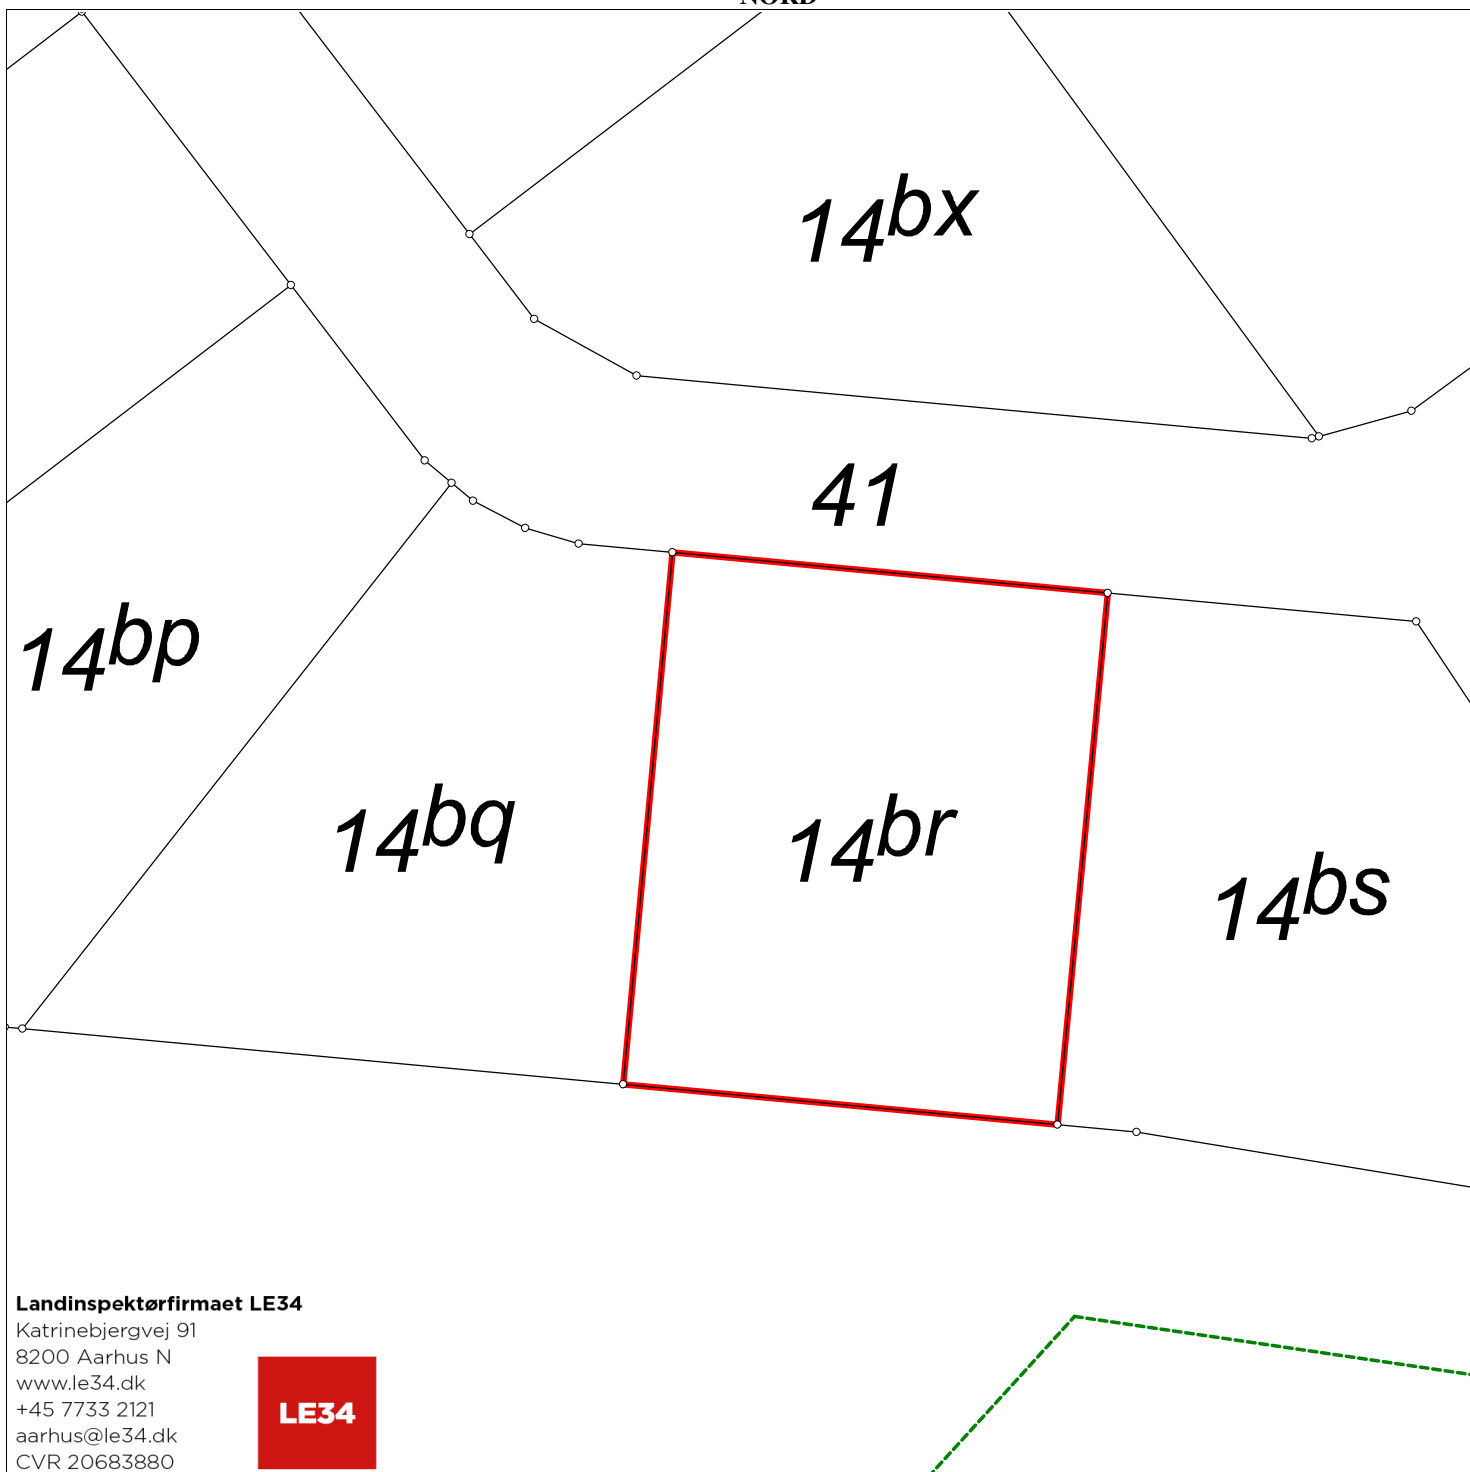 NORD
14bx
41
14bp
14bq
14br
14bs
Landinspektørfirmaet LE34
Katrinebjergvej 91
8200 Aarhus N
www.le34.dk
+45 7733 2121
aarhus@le34.dk
CVR 20683880
LE34